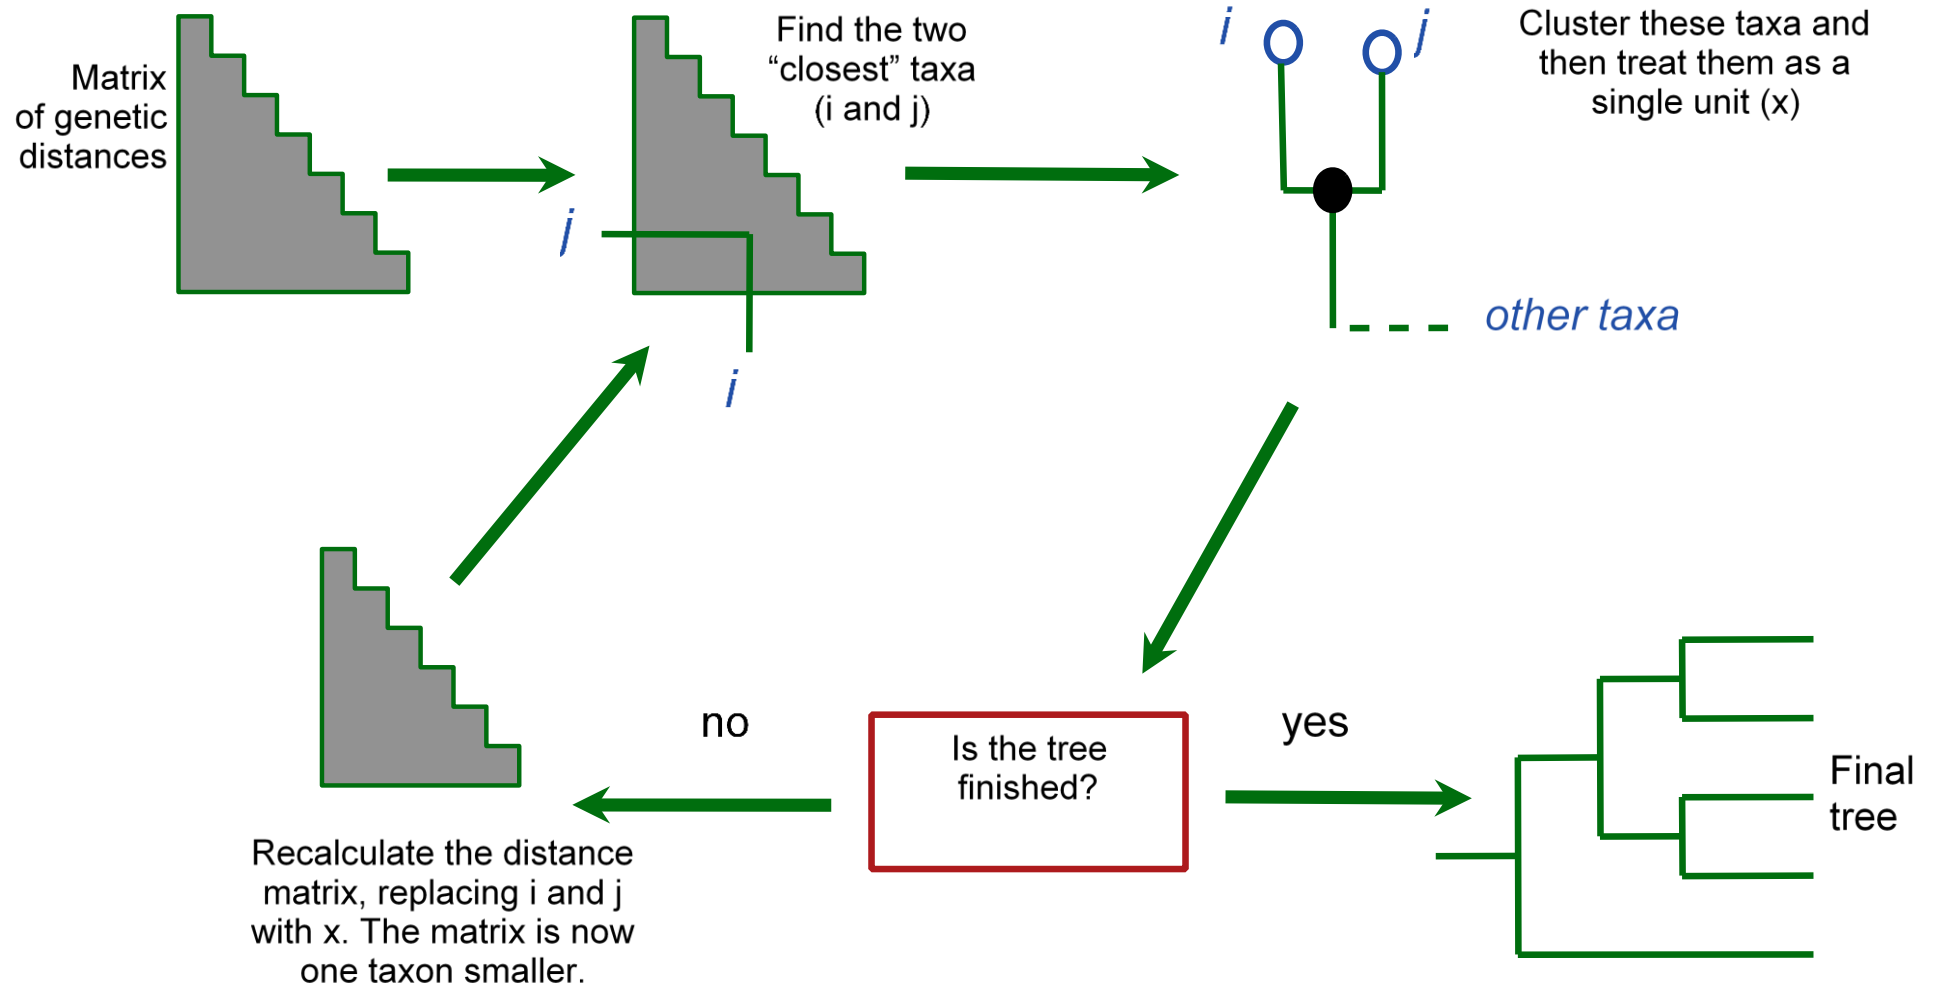 Matrix
of genetic
distances
Find the two
“closest” taxa
(i and j)
j
i
i
j
Cluster these taxa and
then treat them as a
single unit (x)
other taxa
Is the tree
finished?
no
yes
Recalculate the distance
matrix, replacing i and j
with x. The matrix is now
one taxon smaller.
Final
tree